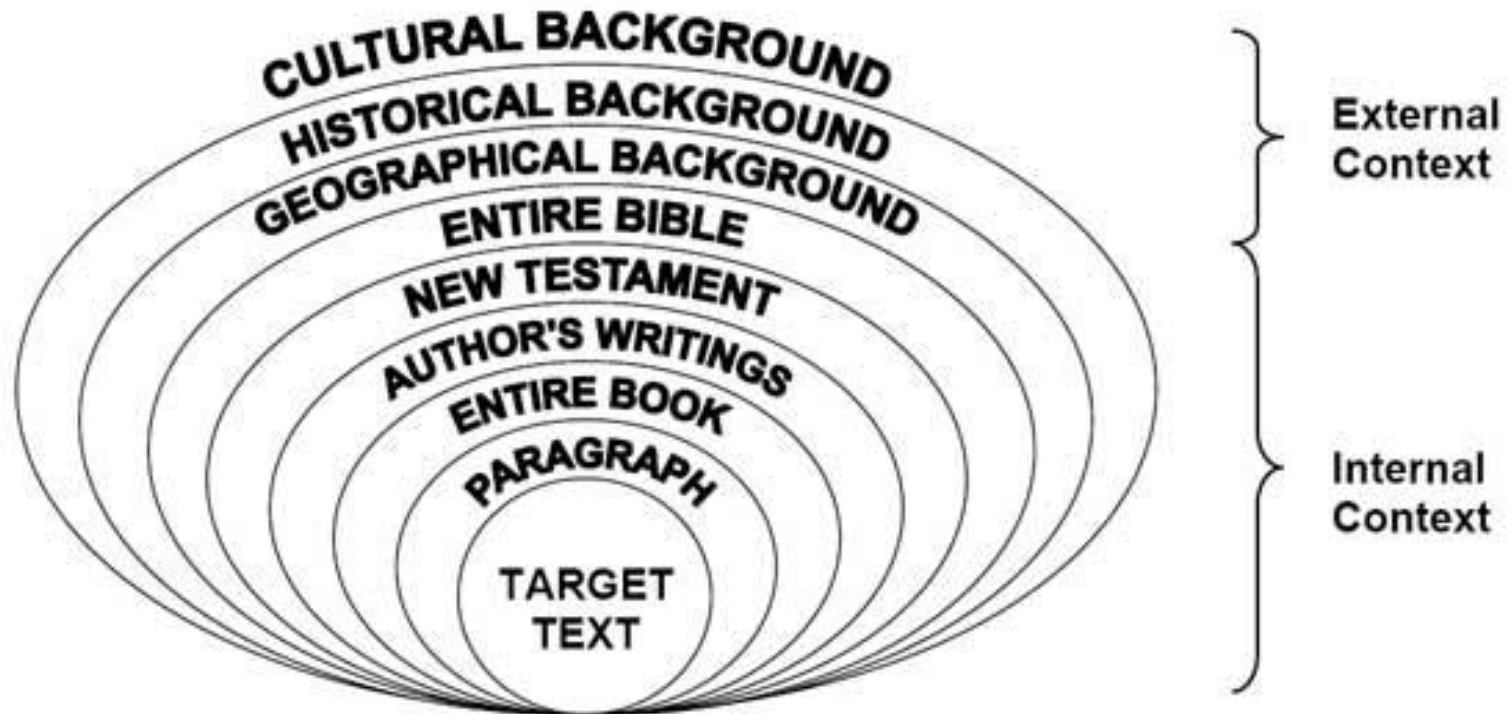 CULTURAL BACKGROUND
HISTORICAL BACKGROUND
GEOGRAPHICAL BACKGROUND
ENTIRE BIBLE
NEW TESTAMENT
AUTHOR'S WRITINGS
ENTIRE BOOK
PARAGRAPH
TARGET
TEXT
External
Context
Internal
Context